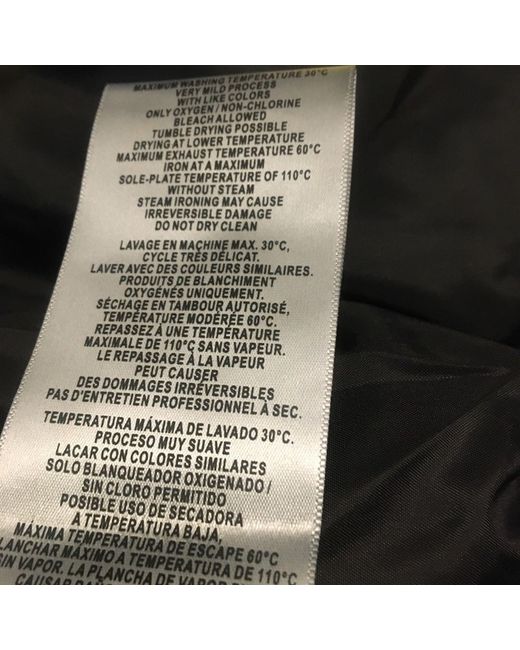 MAXIMUM WASHING TEMPERATURE 30°C
VERY MILD PROCESS
WITH LIKE COLORS
ONLY OXYGEN / NON-CHLORINE
BLEACH ALLOWED
TUMBLE DRYING POSSIBLE
DRYING AT LOWER TEMPERATURE
MAXIMUM EXHAUST TEMPERATURE 60°C
IRON AT A MAXIMUM
SOLE-PLATE TEMPERATURE OF 110°C
WITHOUT STEAM
STEAM IRONING MAY CAUSE
IRREVERSIBLE DAMAGE
DO NOT DRY CLEAN
LAVAGE EN MACHINE MAX. 30°C,
CYCLE TRÈS DÉLICAT.
LAVER AVEC DES COULEURS SIMILAIRES.
PRODUITS DE BLANCHIMENT
OXYGÉNÉS UNIQUEMENT.
SÉCHAGE EN TAMBOUR AUTORISÉ,
TEMPÉRATURE MODÉRÉE 60°C.
REPASSEZ À UNE TEMPÉRATURE
MAXIMALE DE 110°C SANS VAPEUR.
LE REPASSAGE À LA VAPEUR
PEUT CAUSER
DES DOMMAGES IRRÉVERSIBLES
PAS D'ENTRETIEN PROFESSIONNEL À SEC.
TEMPERATURA MÁXIMA DE LAVADO 30°C.
PROCESO MUY SUAVE
LACAR CON COLORES SIMILARES
SOLO BLANQUEADOR OXIGENADO /
SIN CLORO PERMITIDO
POSIBLE USO DE SECADORA
A TEMPERATURA BAJA,
MÁXIMA TEMPERATURA DE ESCAPE 60°C
LANCHAR MÁXIMO A TEMPERATURA DE 110°C
SIN VAPOR. LA PLANCHA DE VAPOR
CAUSAR